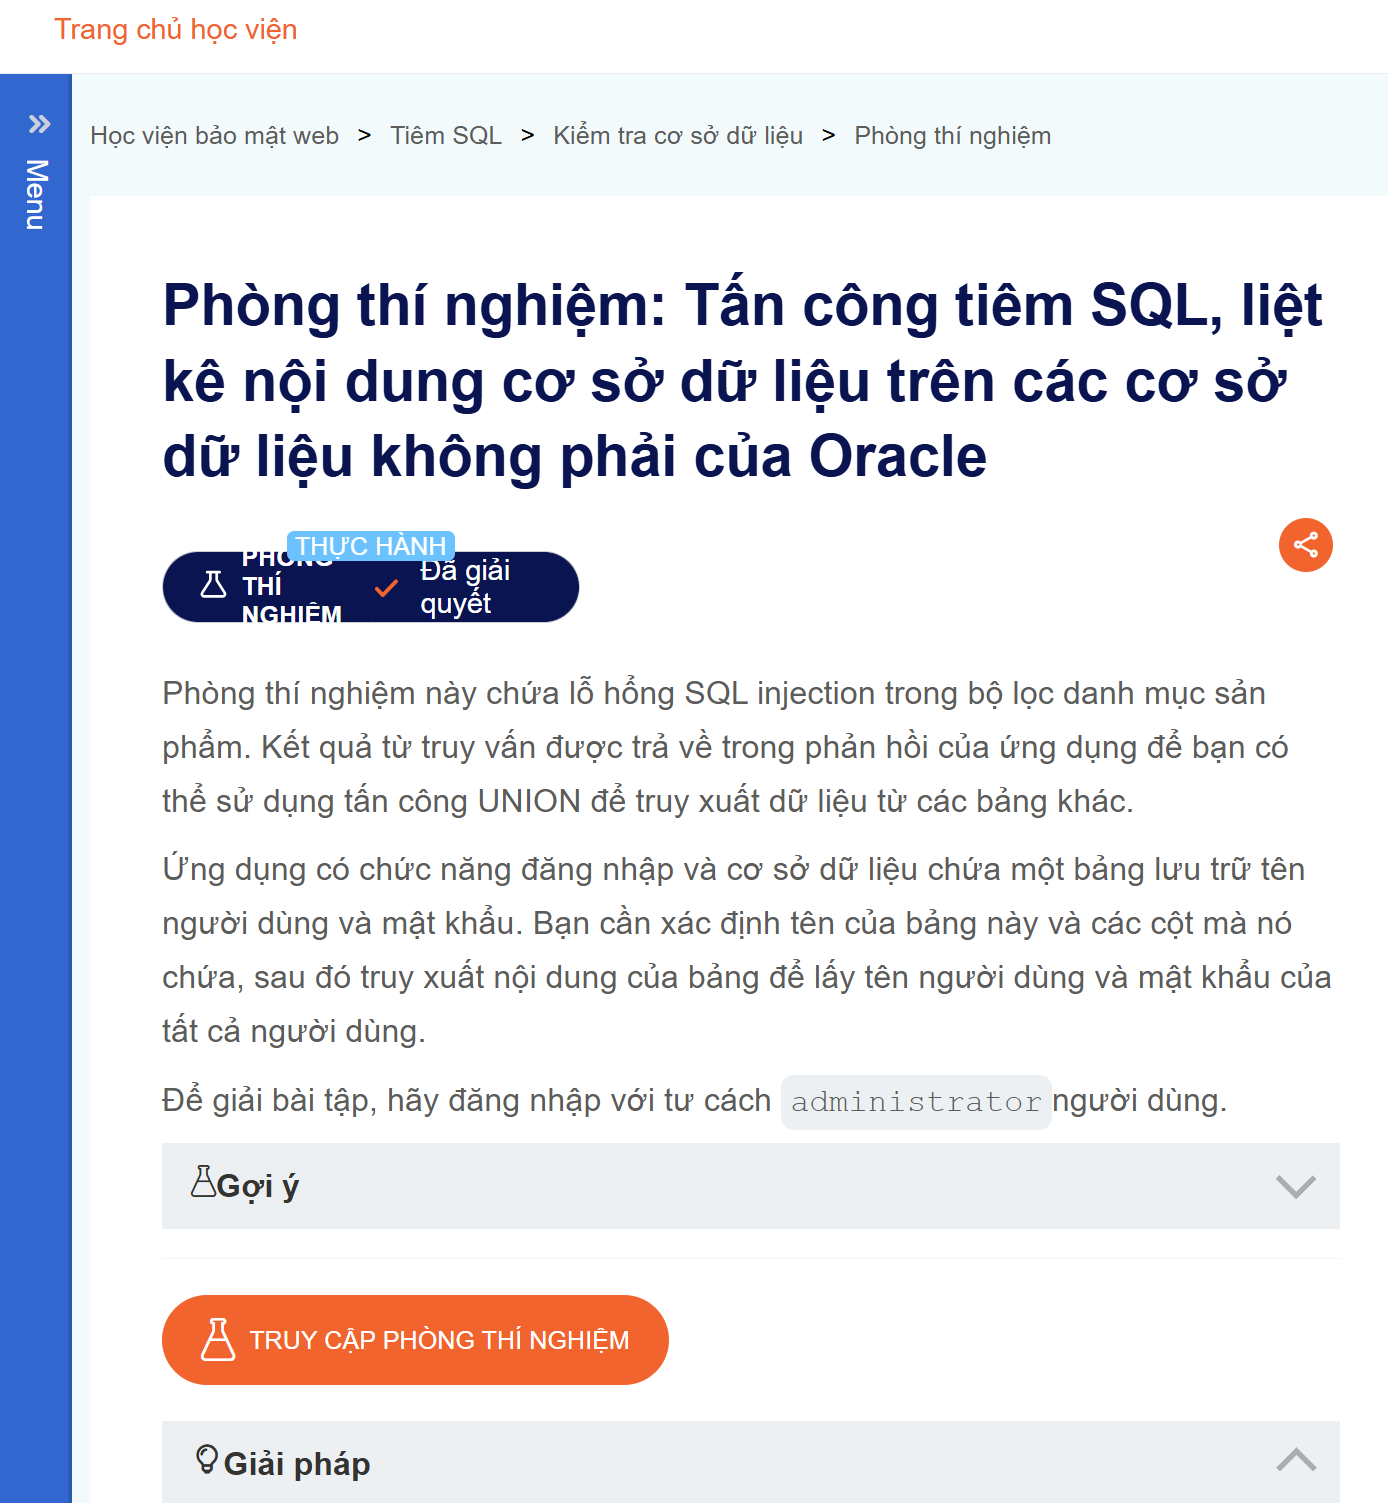 Trang chủ học viện
Menu
Học viện bảo mật web > Tiêm SQL > Kiểm tra cơ sở dữ liệu > Phòng thí nghiệm
Phòng thí nghiệm: Tấn công tiêm SQL, liệt
kê nội dung cơ sở dữ liệu trên các cơ sở
dữ liệu không phải của Oracle
THỰC HÀNH
PHÒNG
THÍ
NGHIỆM
Đã giải
quyết
Phòng thí nghiệm này chứa lỗ hổng SQL injection trong bộ lọc danh mục sản
phẩm. Kết quả từ truy vấn được trả về trong phản hồi của ứng dụng để bạn có
thể sử dụng tấn công UNION để truy xuất dữ liệu từ các bảng khác.
Ứng dụng có chức năng đăng nhập và cơ sở dữ liệu chứa một bảng lưu trữ tên
người dùng và mật khẩu. Bạn cần xác định tên của bảng này và các cột mà nó
chứa, sau đó truy xuất nội dung của bảng để lấy tên người dùng và mật khẩu của
tất cả người dùng.
Để giải bài tập, hãy đăng nhập với tư cách administrator người dùng.
Gợi ý
TRUY CẬP PHÒNG THÍ NGHIỆM
Giải pháp